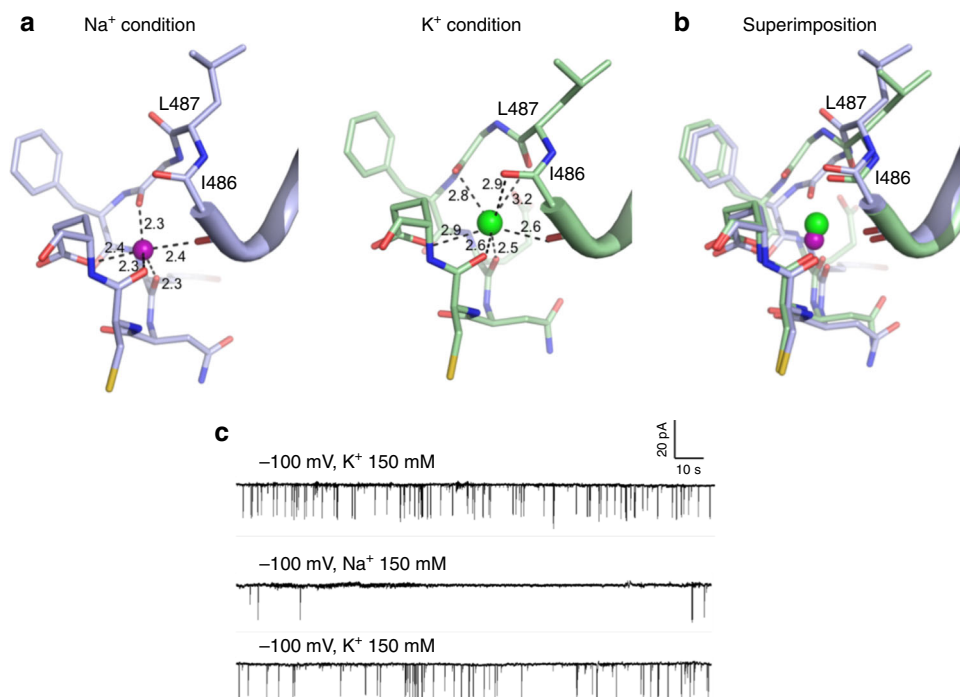 a
Na⁺ condition
L487
I486
2.3
2.4
2.3
2.4
2.3
K⁺ condition
L487
I486
2.9
2.8
3.2
2.9
2.6
2.6
2.5
b
Superimposition
L487
I486
c
20 pA
10 s
–100 mV, K⁺ 150 mM
–100 mV, Na⁺ 150 mM
–100 mV, K⁺ 150 mM